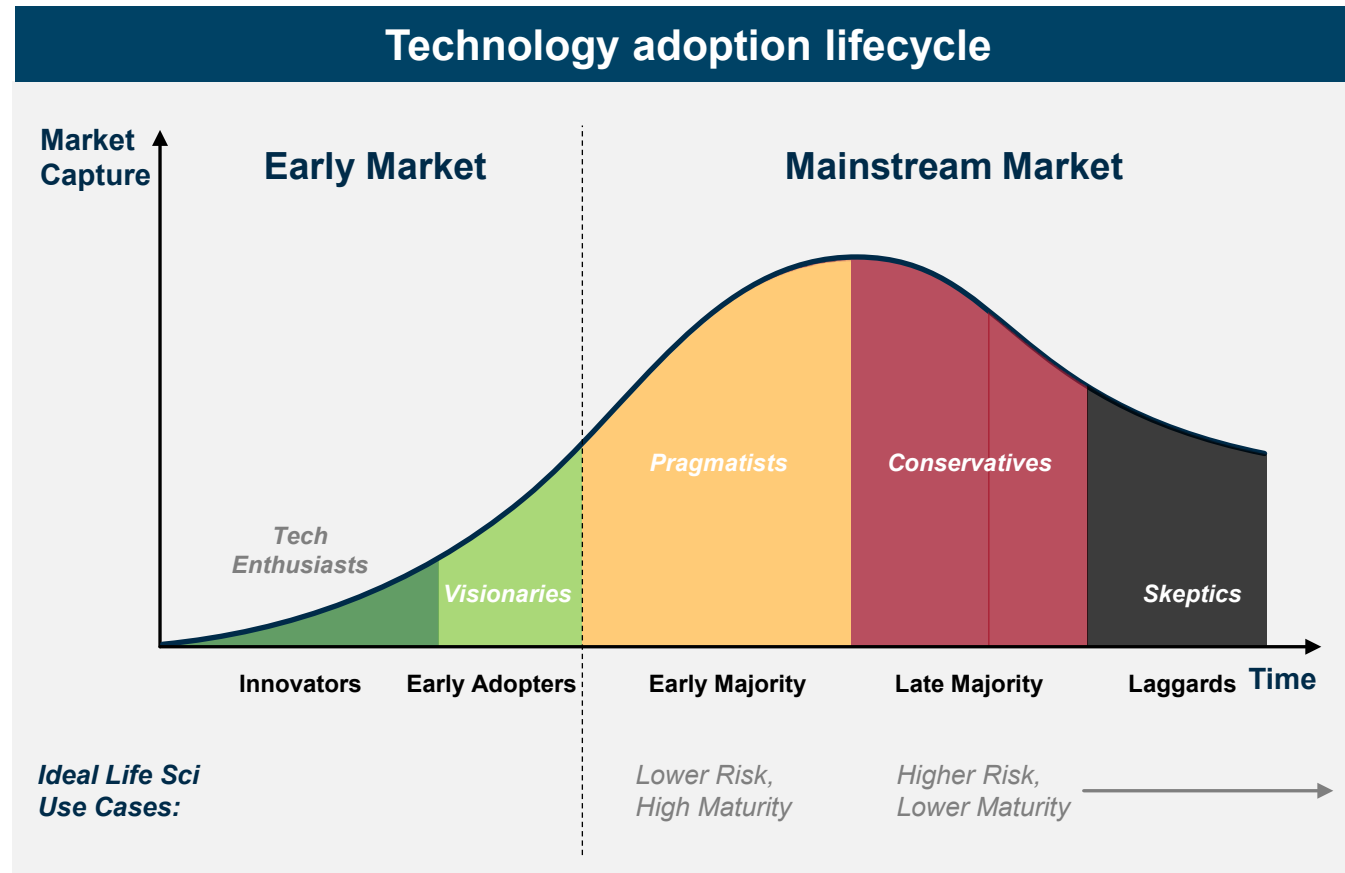 Technology adoption lifecycle
Market
Capture
Early Market
Mainstream Market
Pragmatists
Conservatives
Tech
Enthusiasts
Visionaries
Skeptics
Innovators
Early Adopters
Early Majority
Late Majority
Laggards
Time
Ideal Life Sci
Use Cases:
Lower Risk,
High Maturity
Higher Risk,
Lower Maturity